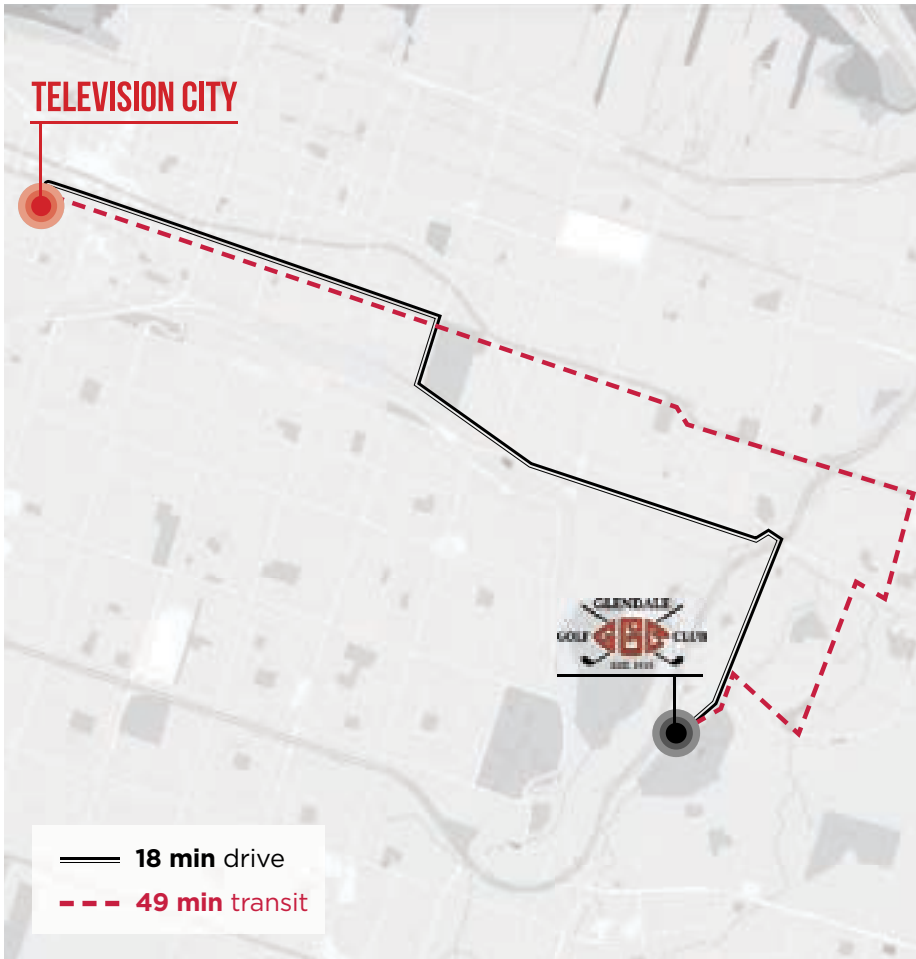 TELEVISION CITY
GLENDALE
GOLF CLUB
18 min drive
49 min transit